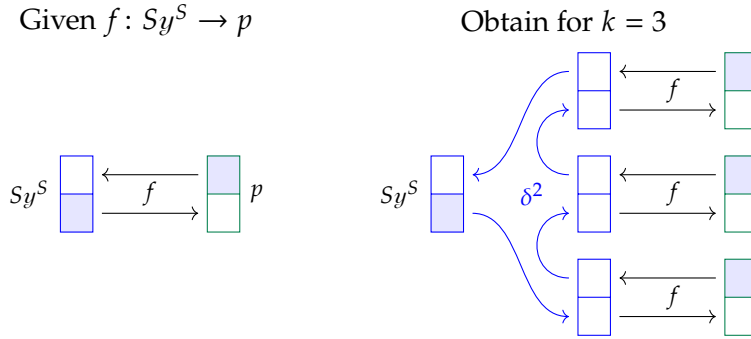 Given f : Sy^S → p
Obtain for k = 3
f
Sy^S
f
p
Sy^S
δ^2
f
f